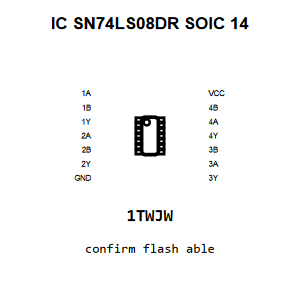 IC SN74LS08DR SOIC 14
1A VCC
1B 4B
1Y 4A
2A 4Y
2B 3B
2Y 3A
GND 3Y
1TWJW
confirm flash able